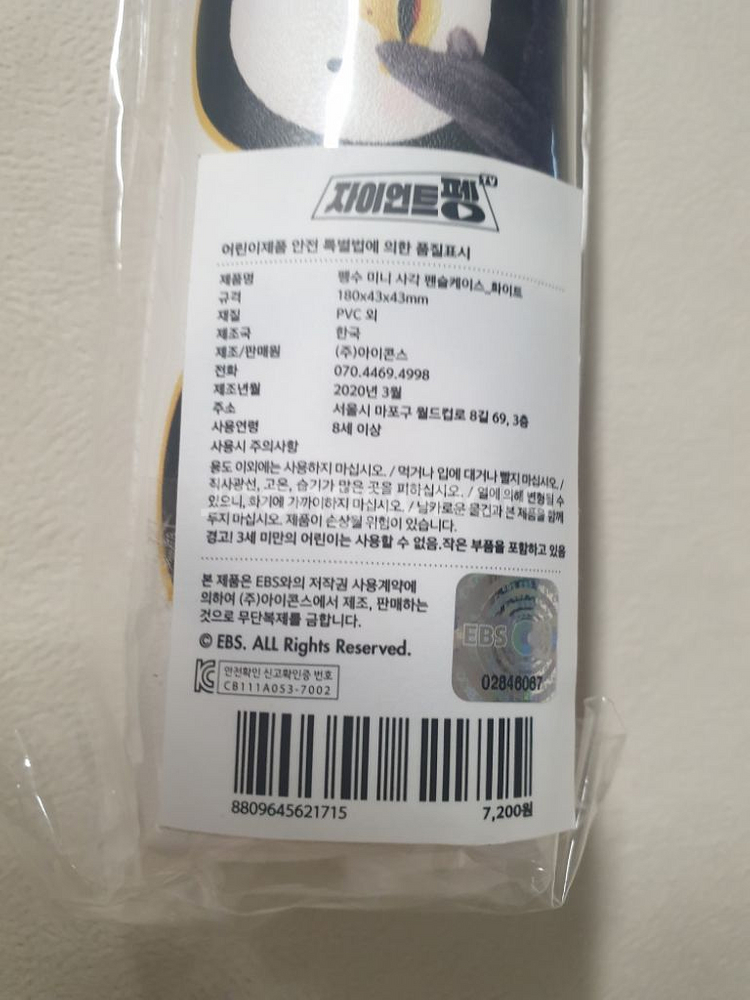 자이언트펭 TV
어린이제품 안전 특별법에 의한 품질표시
제품명 펭수 미니 사각 펜슬케이스_화이트
규격 180x43x43mm
재질 PVC 외
제조국 한국
제조/판매원 (주)아이콘스
전화 070.4469.4998
제조년월 2020년 3월
주소 서울시 마포구 월드컵로 8길 69, 3층
사용연령 8세 이상
사용시 주의사항
용도 이외에는 사용하지 마십시오. / 먹거나 입에 대거나 빨지 마십시오. /
직사광선, 고온, 습기가 많은 곳을 피하십시오. / 열에 의해 변형될 수
있으니, 화기에 가까이하지 마십시오. / 날카로운 물건과 본 제품을 함께
두지 마십시오. 제품이 손상될 위험이 있습니다.
경고! 3세 미만의 어린이는 사용할 수 없음.작은 부품을 포함하고 있음
본 제품은 EBS와의 저작권 사용계약에
의하여 (주)아이콘스에서 제조, 판매하는
것으로 무단복제를 금합니다.
© EBS. ALL Rights Reserved.
EBS
02846067
안전확인 신고확인증 번호
CB111A053-7002
8809645621715 7,200원